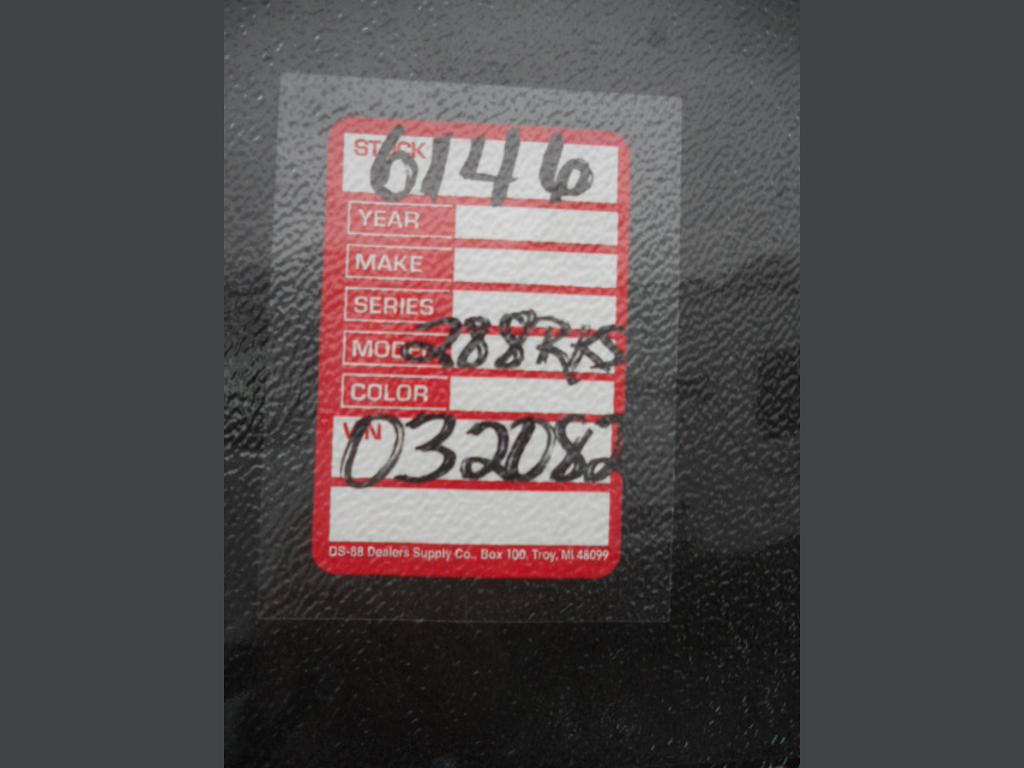 STOCK 6146
YEAR
MAKE
SERIES
MODEL 288RKS
COLOR
VIN 032082
DS-88 Dealers Supply Co., Box 100, Troy, MI 48099